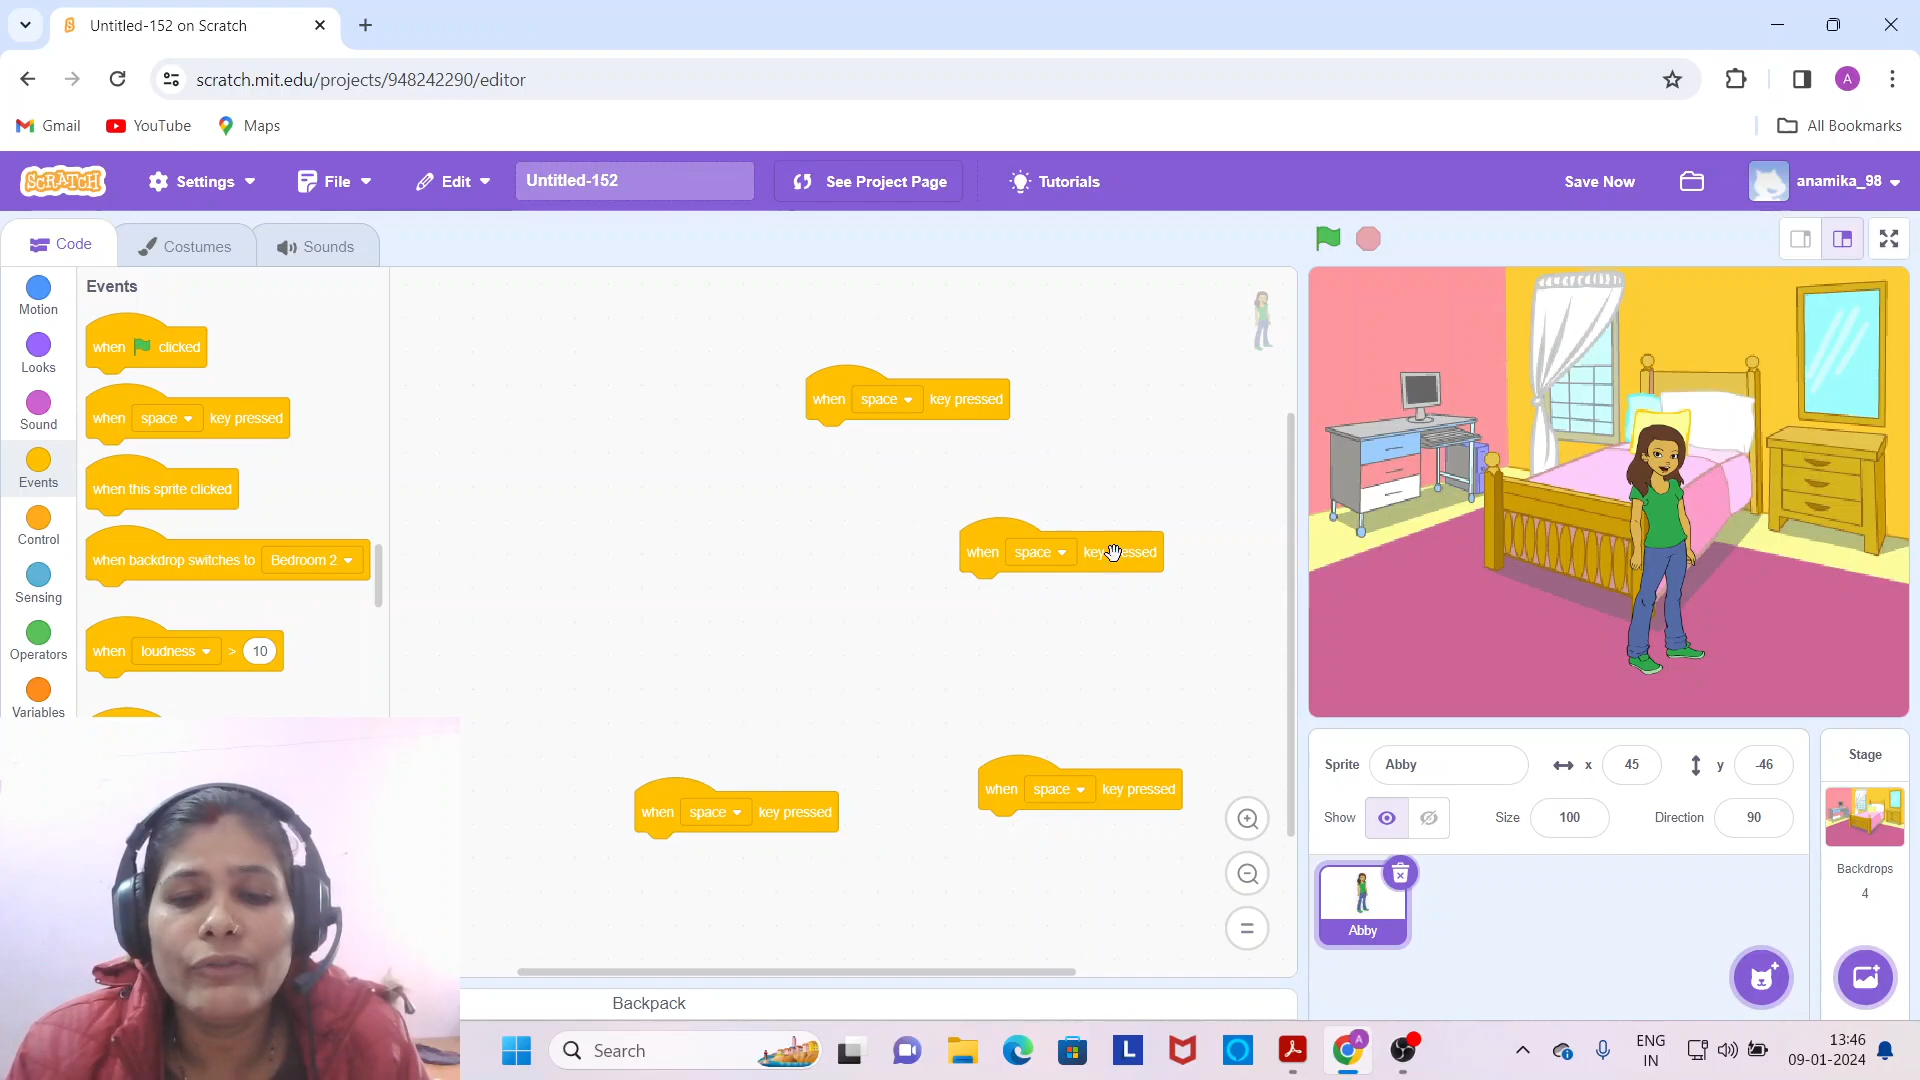 Untitled-152 on Scratch
scratch.mit.edu/projects/948242290/editor
Gmail
YouTube
Maps
All Bookmarks
SCRATCH
Settings
File
Edit
Untitled-152
See Project Page
Tutorials
Save Now
anamika_98
Code
Costumes
Sounds
Motion
Looks
Sound
Events
Control
Sensing
Operators
Variables
Events
when clicked
when space key pressed
when this sprite clicked
when backdrop switches to Bedroom 2
when loudness > 10
when space key pressed
when space key pressed
when space key pressed
when space key pressed
Backpack
Sprite Abby x 45 y -46
Show Size 100 Direction 90
Abby
Stage
Backdrops
4
Search
A
L
A
ENG
IN
13:46
09-01-2024